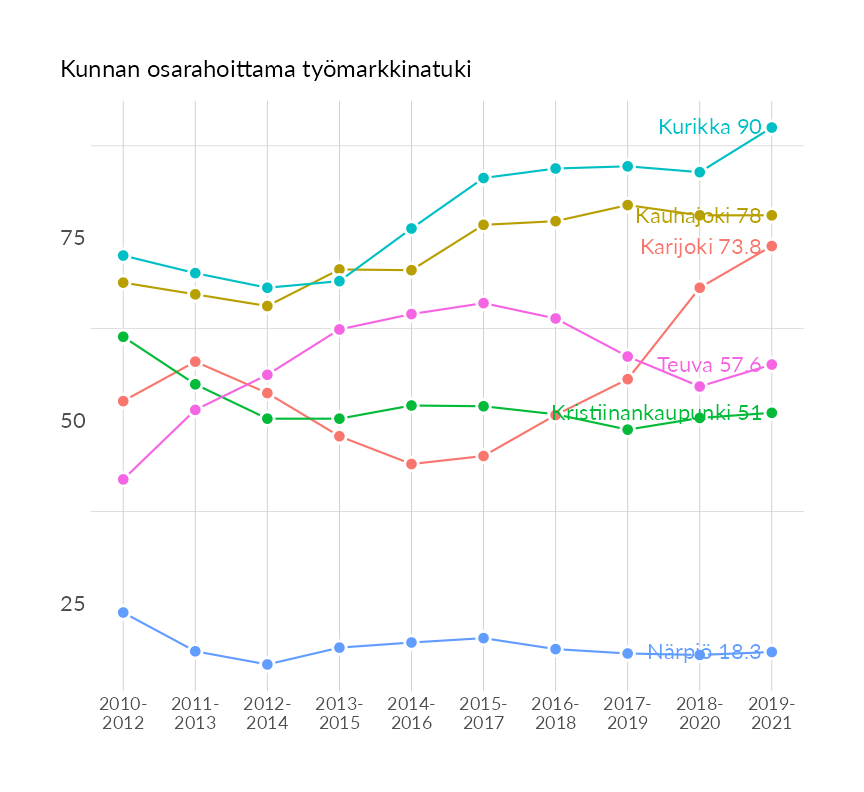 Kunnan osarahoittama työmarkkinatuki
Kurikka 90
Kauhajoki 78
75
Karijoki 73.8
Teuva 57.6
Kristiinankaupunki 51
50
25
Närpiö 18.3
2010- 2011- 2012- 2013- 2014- 2015- 2016- 2017- 2018- 2019-
2012 2013 2014 2015 2016 2017 2018 2019 2020 2021